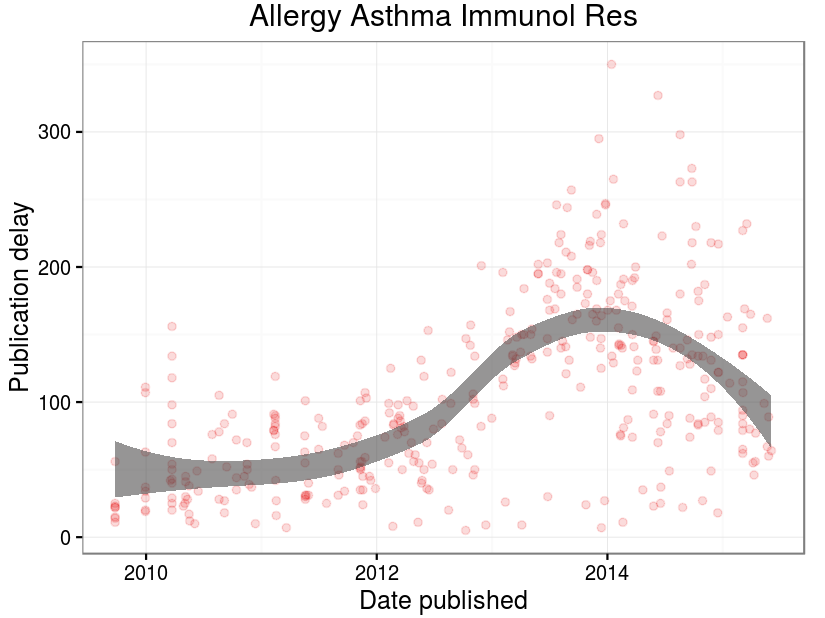 Allergy Asthma Immunol Res
Publication delay
300
200
100
0
2010
2012
2014
Date published